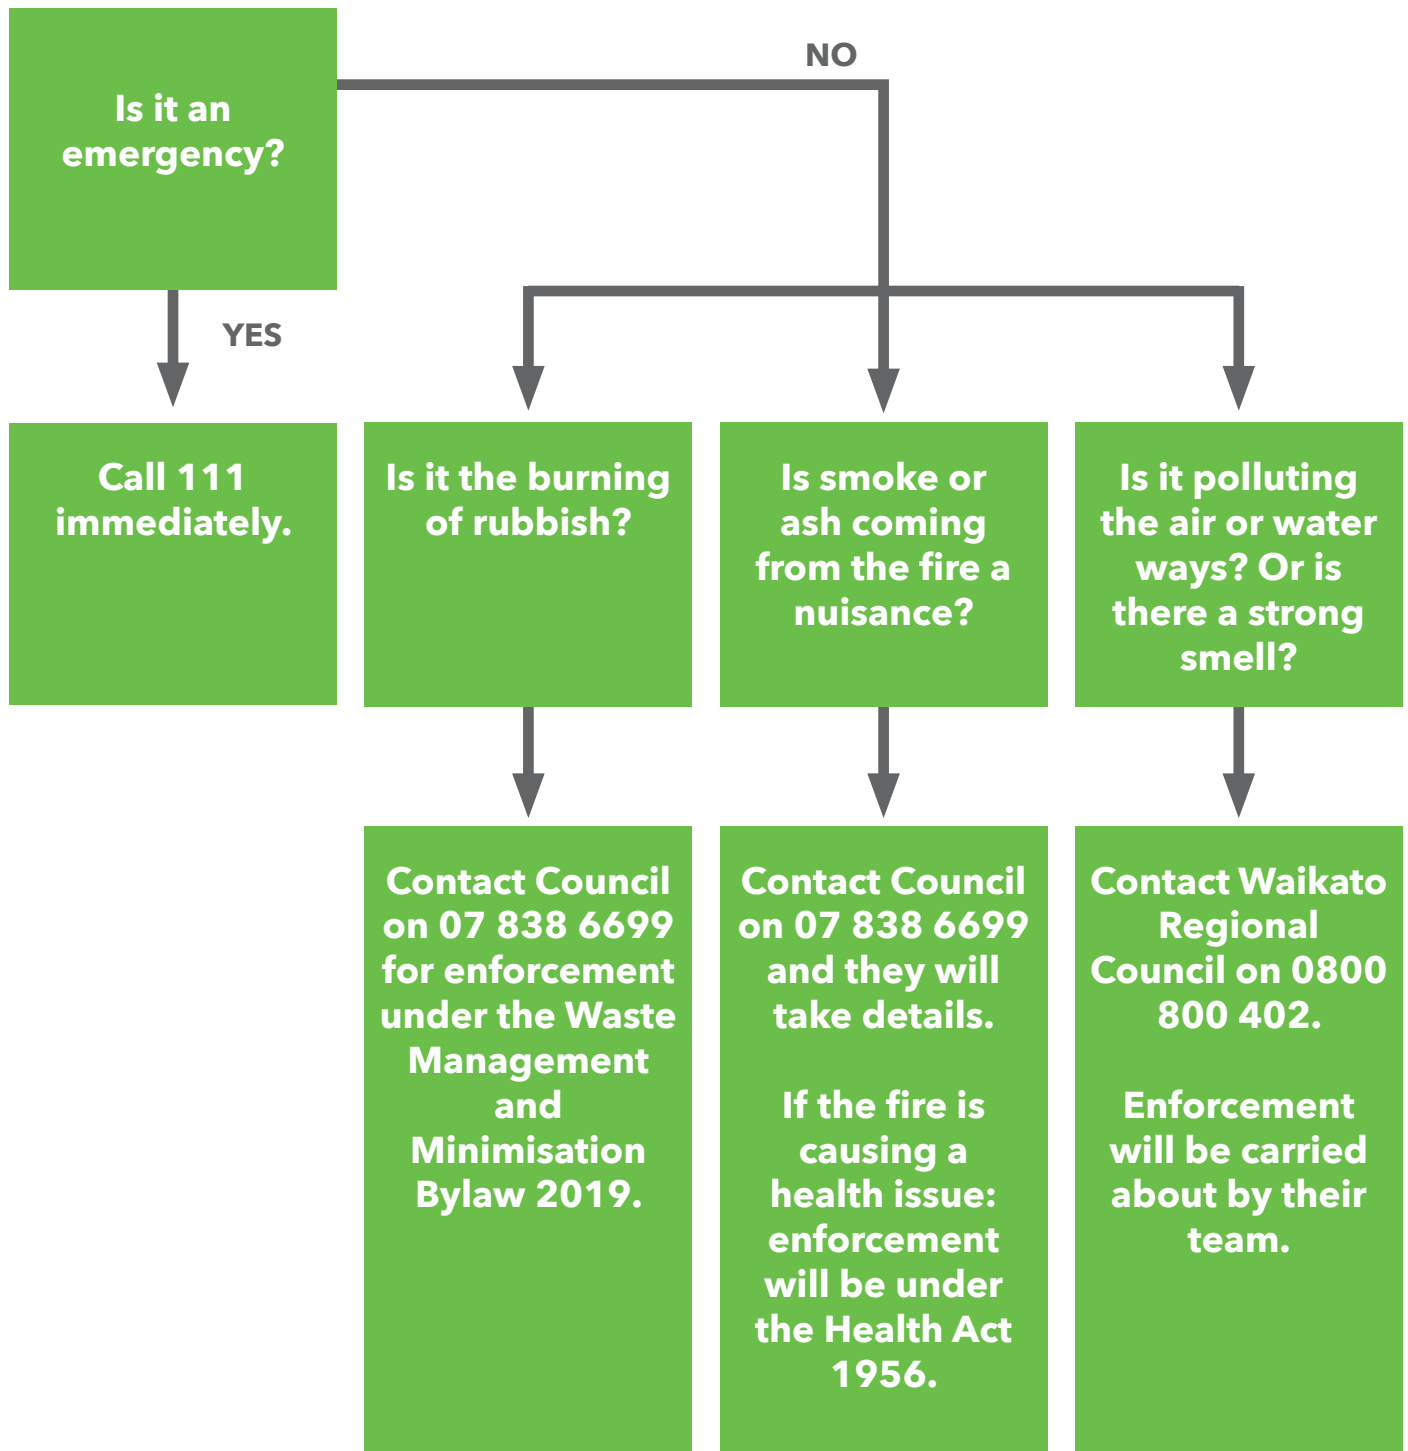 Is it an
emergency?
NO
YES
Call 111
immediately.
Is it the burning
of rubbish?
Is smoke or
ash coming
from the fire a
nuisance?
Is it polluting
the air or water
ways? Or is
there a strong
smell?
Contact Council
on 07 838 6699
for enforcement
under the Waste
Management
and
Minimisation
Bylaw 2019.
Contact Council
on 07 838 6699
and they will
take details.
If the fire is
causing a
health issue:
enforcement
will be under
the Health Act
1956.
Contact Waikato
Regional
Council on 0800
800 402.
Enforcement
will be carried
about by their
team.